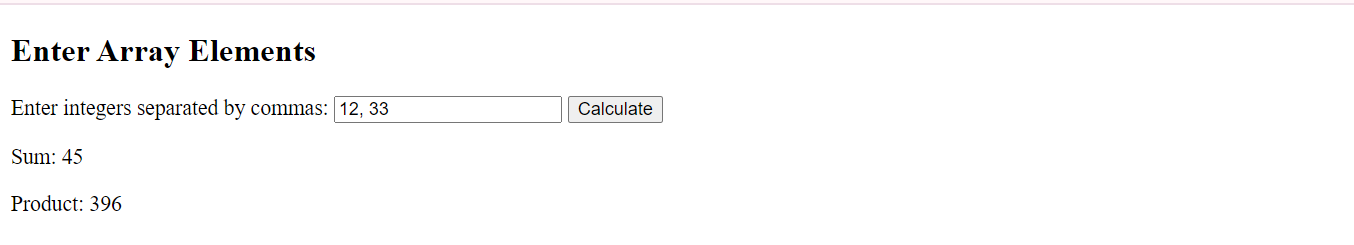 Enter Array Elements
Enter integers separated by commas: 12, 33 Calculate
Sum: 45
Product: 396